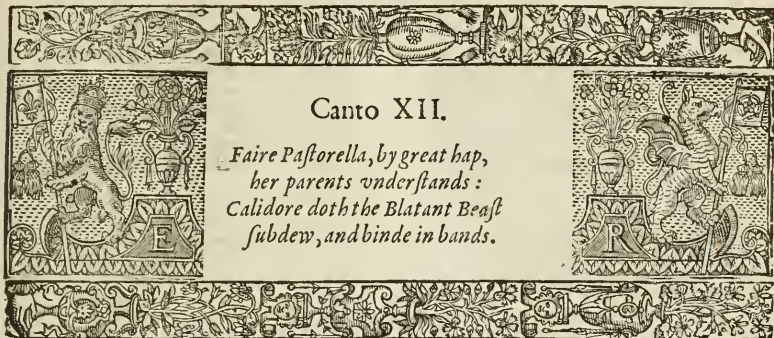 Canto XII.
Faire Paſtorella, by great hap,
her parents vnderſtands :
Calidore doth the Blatant Beaſt
ſubdew, and binde in bands.
E
R